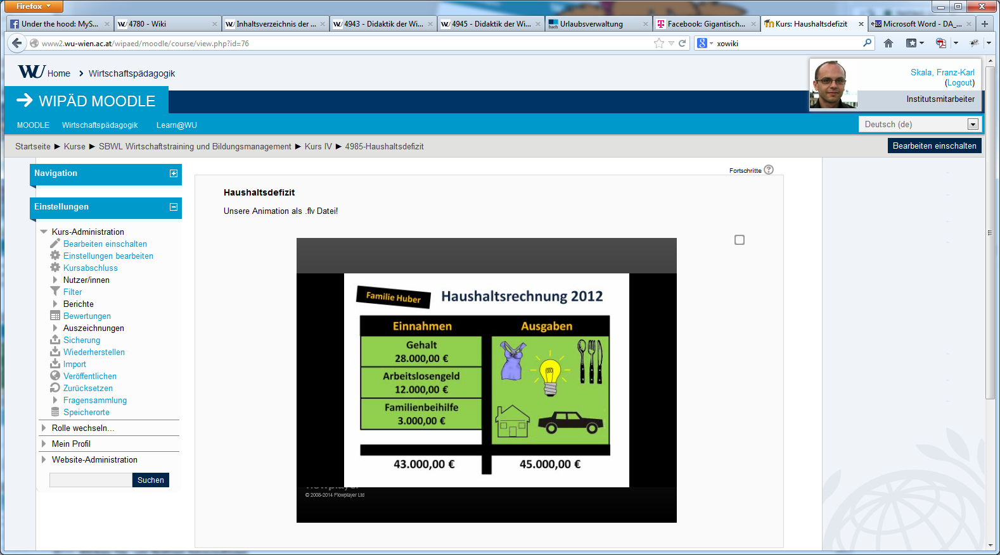 Firefox
Under the hood: MyS...
4780 - Wiki
Inhaltsverzeichnis der ...
4943 - Didaktik der Wi...
4945 - Didaktik der Wi...
Urlaubsverwaltung
Facebook: Gigantisch...
Kurs: Haushaltsdefizit
Microsoft Word - DA_...
www2.wu-wien.ac.at/wipaed/moodle/course/view.php?id=76
xowiki
WU Home > Wirtschaftspädagogik
Skala, Franz-Karl
(Logout)
Institutsmitarbeiter
WIPÄD MOODLE
MOODLE Wirtschaftspädagogik Learn@WU
Deutsch (de)
Startseite ► Kurse ► SBWL Wirtschaftstraining und Bildungsmanagement ► Kurs IV ► 4985-Haushaltsdefizit
Bearbeiten einschalten
Navigation
Einstellungen
Kurs-Administration
Bearbeiten einschalten
Einstellungen bearbeiten
Kursabschluss
Nutzer/innen
Filter
Berichte
Bewertungen
Auszeichnungen
Sicherung
Wiederherstellen
Import
Veröffentlichen
Zurücksetzen
Fragensammlung
Speicherorte
Rolle wechseln...
Mein Profil
Website-Administration
Suchen
Fortschritte
Haushaltsdefizit
Unsere Animation als .flv Datei!
Familie Huber
Haushaltsrechnung 2012
Einnahmen
Ausgaben
Gehalt
28.000,00 €
Arbeitslosengeld
12.000,00 €
Familienbeihilfe
3.000,00 €
43.000,00 €
45.000,00 €
flowplayer
© 2008-2014 Flowplayer Ltd